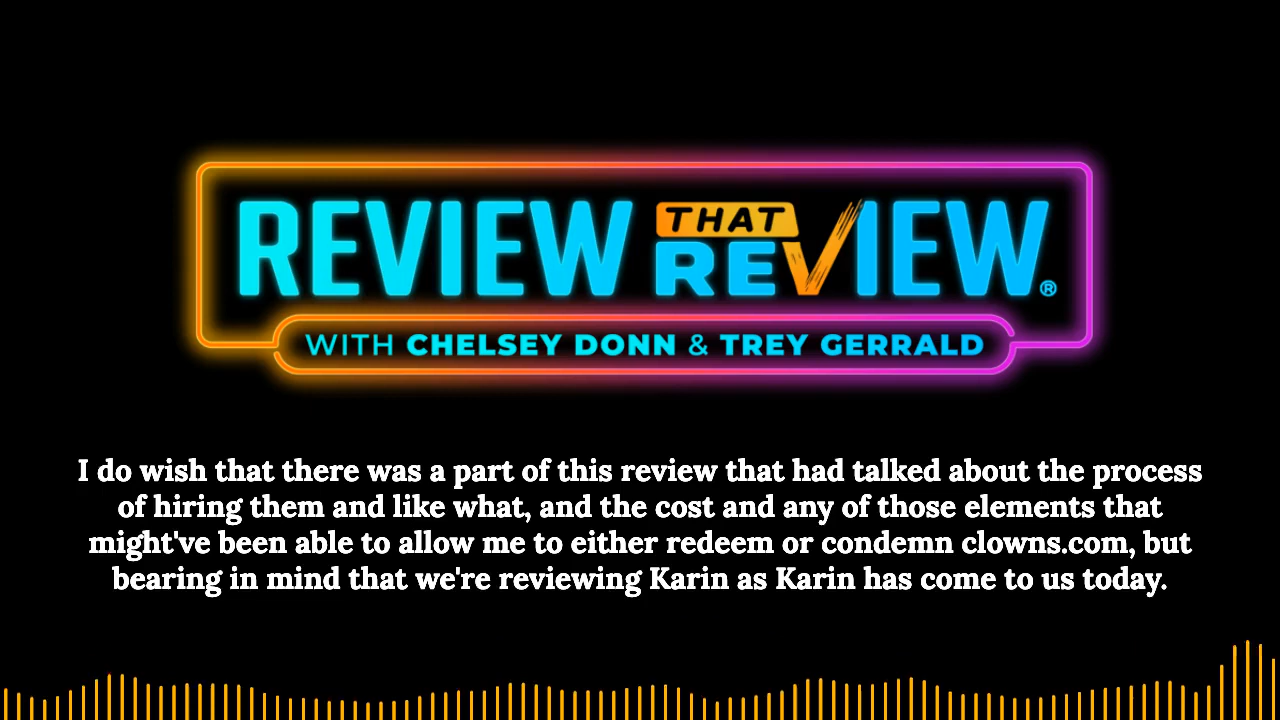 REVIEW THAT REVIEW®
WITH CHELSEY DONN & TREY GERRALD
I do wish that there was a part of this review that had talked about the process
of hiring them and like what, and the cost and any of those elements that
might've been able to allow me to either redeem or condemn clowns.com, but
bearing in mind that we're reviewing Karin as Karin has come to us today.